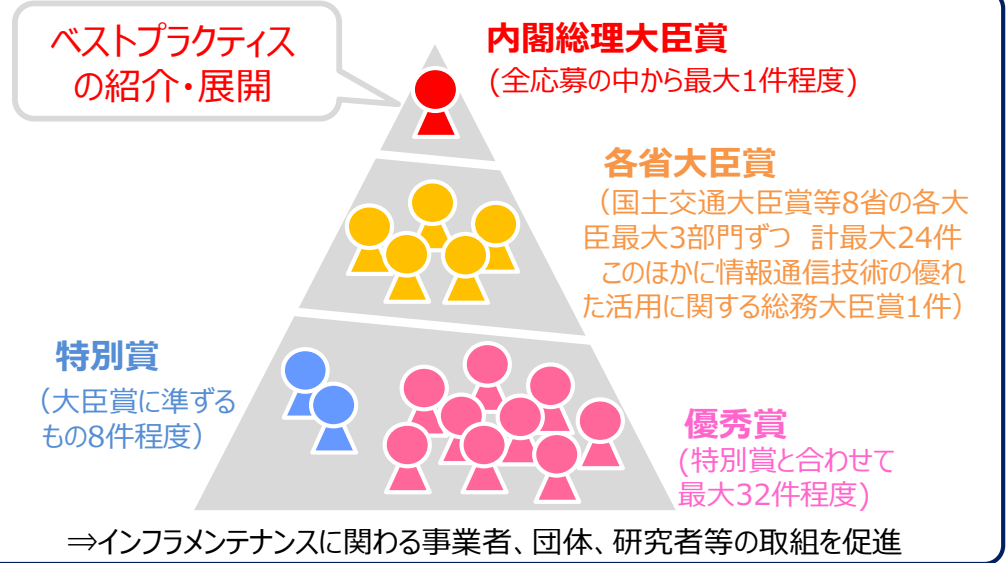 ベストプラクティス
の紹介・展開
内閣総理大臣賞
(全応募の中から最大1件程度)
各省大臣賞
（国土交通大臣賞等8省の各大
臣最大3部門ずつ　計最大24件
このほかに情報通信技術の優れ
た活用に関する総務大臣賞1件）
特別賞
（大臣賞に準ずる
もの8件程度）
優秀賞
(特別賞と合わせて
最大32件程度)
⇒インフラメンテナンスに関わる事業者、団体、研究者等の取組を促進